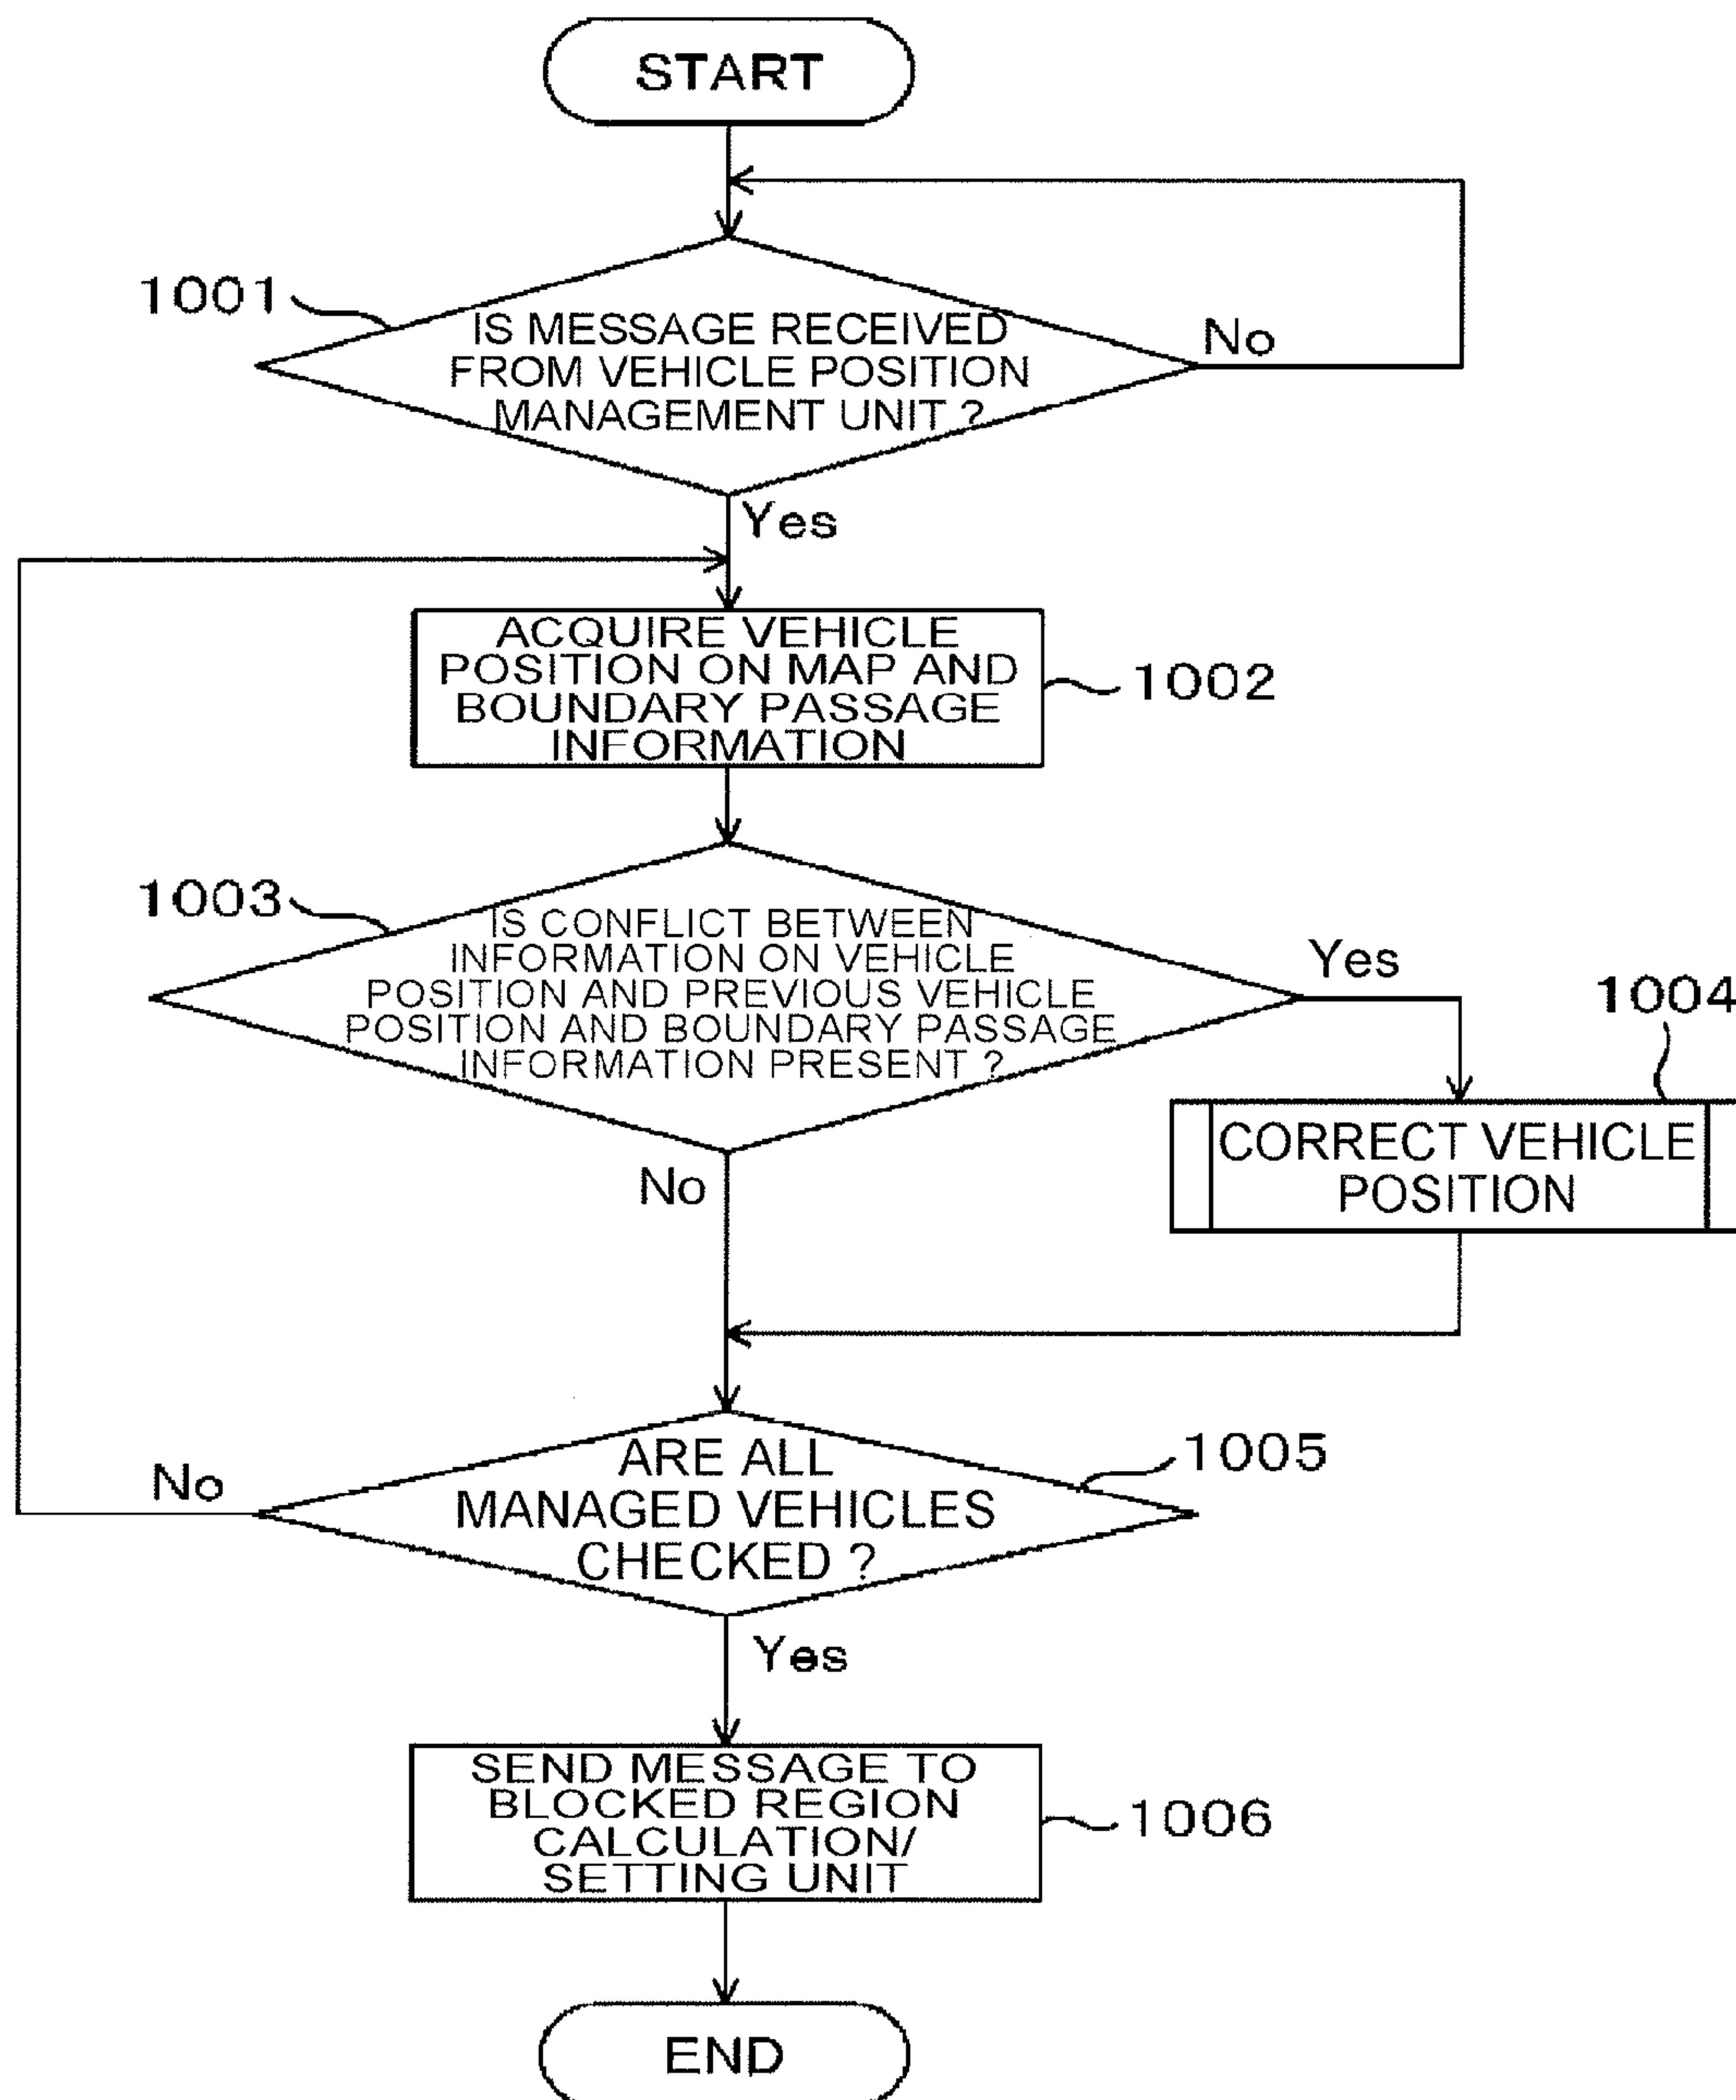 START
1001
IS MESSAGE RECEIVED
FROM VEHICLE POSITION
MANAGEMENT UNIT ?
No
Yes
ACQUIRE VEHICLE
POSITION ON MAP AND
BOUNDARY PASSAGE
INFORMATION
1002
1003
IS CONFLICT BETWEEN
INFORMATION ON VEHICLE
POSITION AND PREVIOUS VEHICLE
POSITION AND BOUNDARY PASSAGE
INFORMATION PRESENT ?
Yes
1004
CORRECT VEHICLE
POSITION
No
ARE ALL
MANAGED VEHICLES
CHECKED ?
1005
No
Yes
SEND MESSAGE TO
BLOCKED REGION
CALCULATION/
SETTING UNIT
1006
END